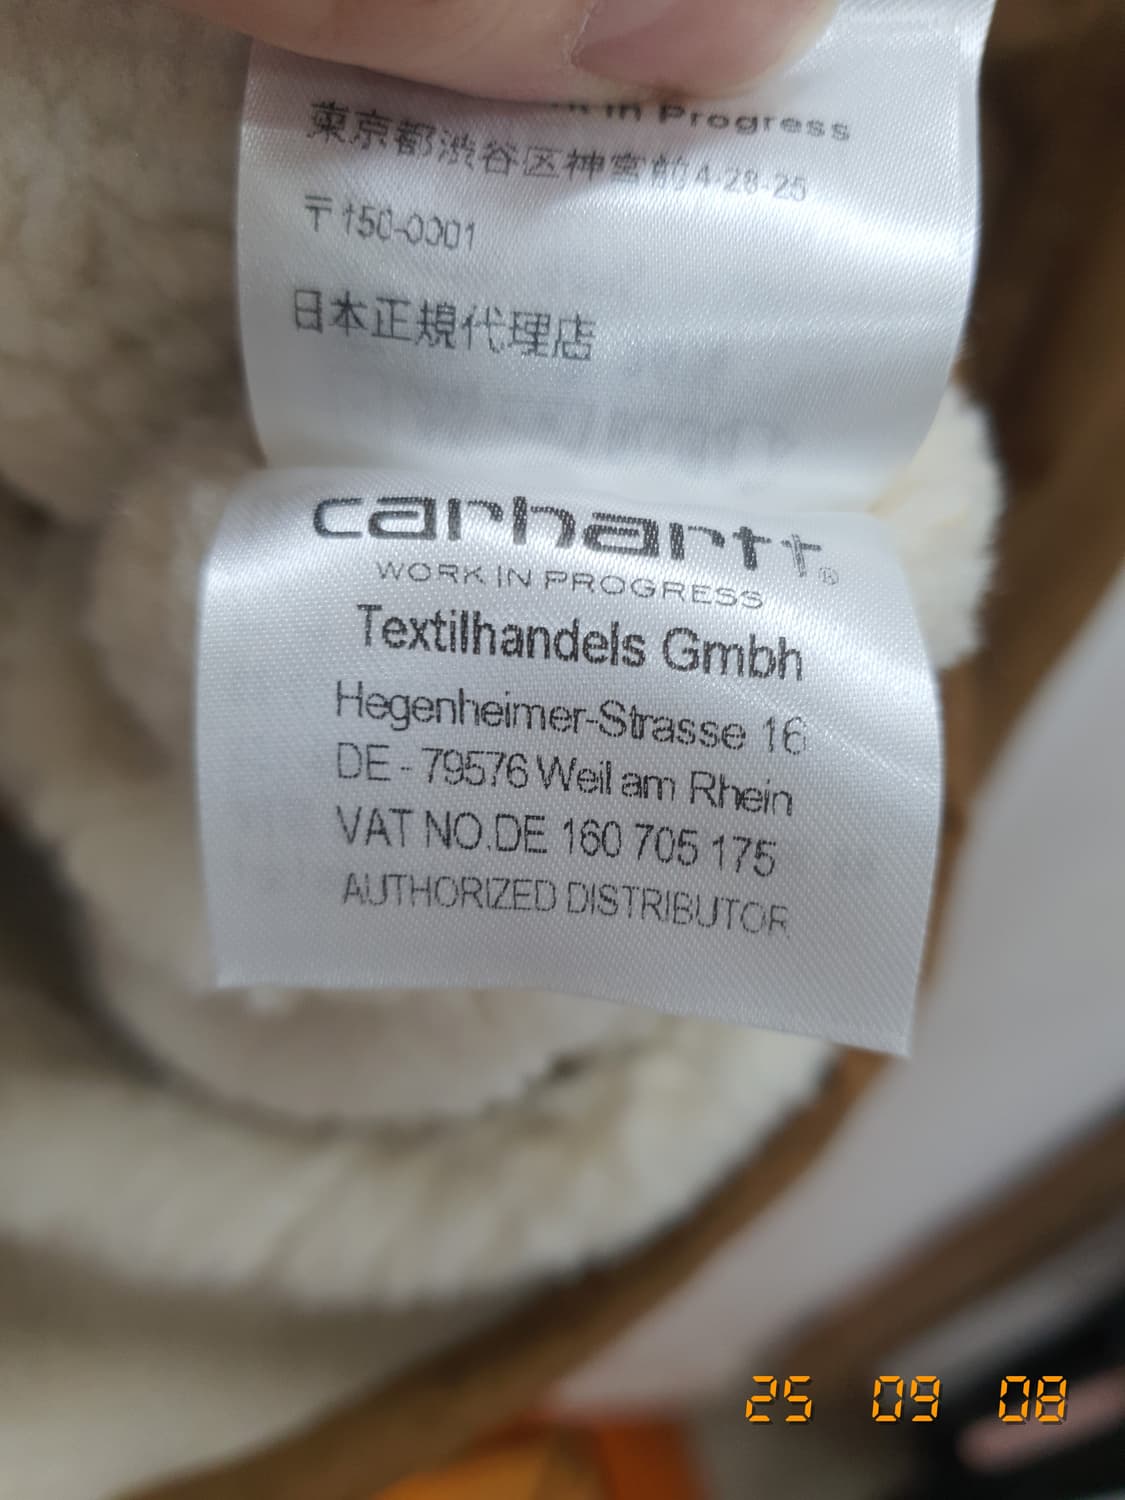 in Progress
東京都渋谷区神宮前4-28-25
〒150-0001
日本正規代理店
carhartt®
WORK IN PROGRESS
Textilhandels Gmbh
Hegenheimer-Strasse 16
DE - 79576 Weil am Rhein
VAT NO.DE 160 705 175
AUTHORIZED DISTRIBUTOR
25 09 08